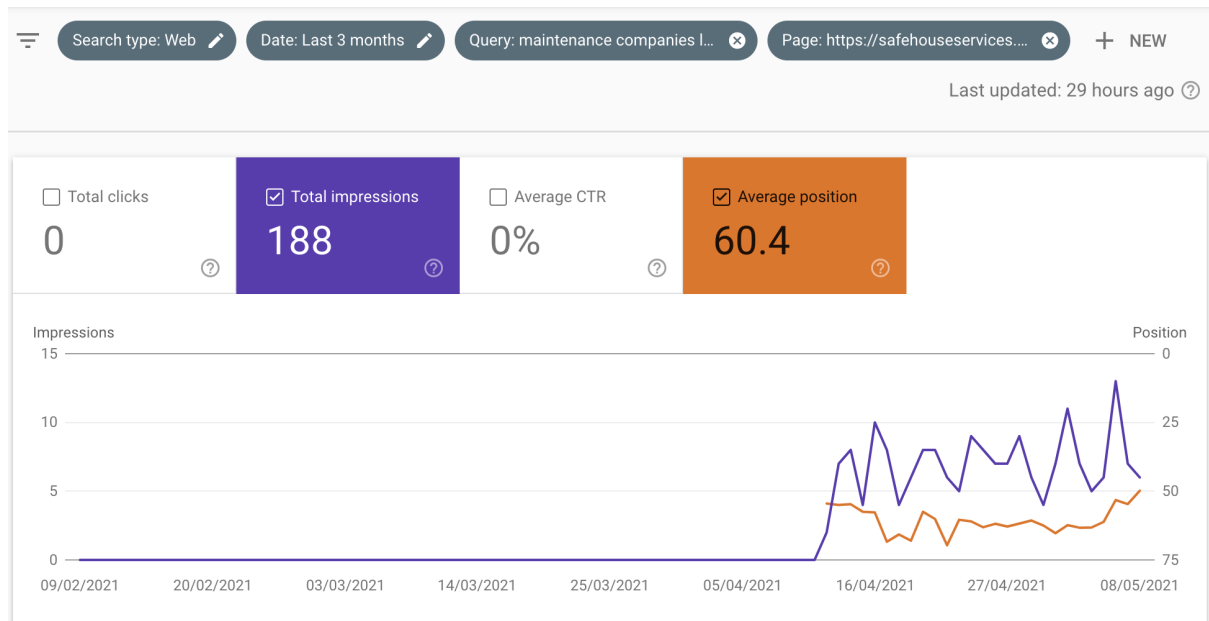 Search type: Web Date: Last 3 months Query: maintenance companies l... Page: https://safehouseservices.... + NEW
Last updated: 29 hours ago ?
Total clicks Total impressions Average CTR Average position
0 188 0% 60.4
? ? ? ?
Impressions Position
15 0
10 25
5 50
0 75
09/02/2021 20/02/2021 03/03/2021 14/03/2021 25/03/2021 05/04/2021 16/04/2021 27/04/2021 08/05/2021